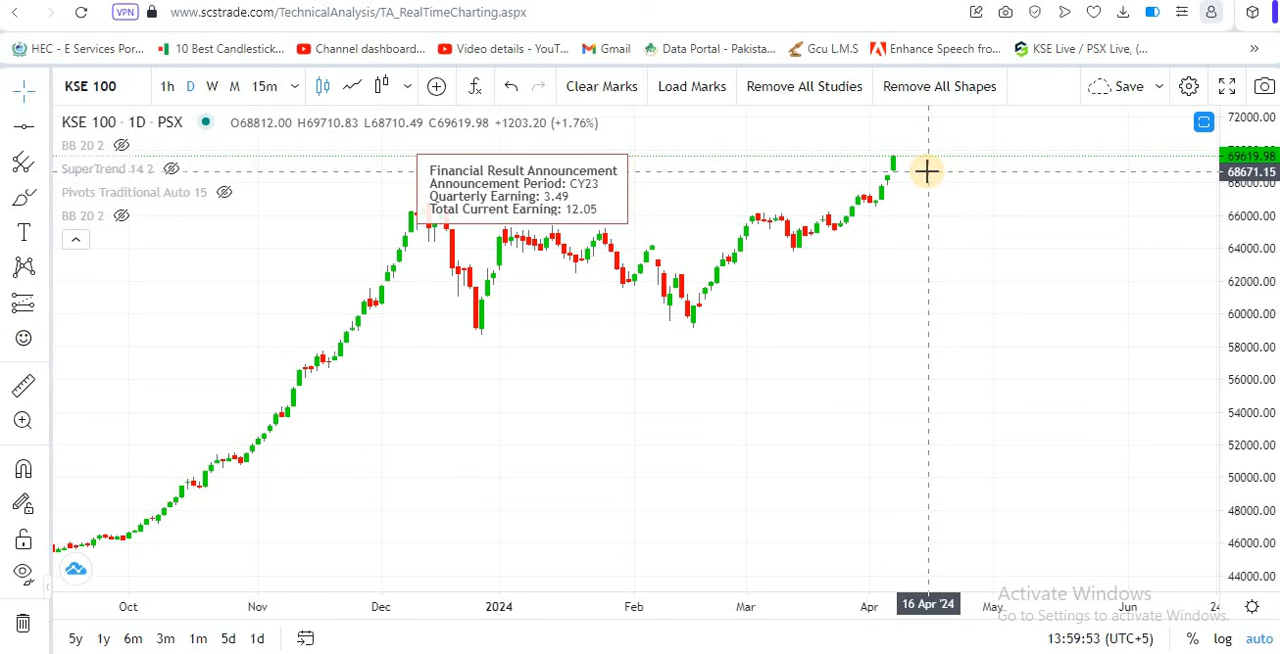 VPN www.scstrade.com/TechnicalAnalysis/TA_RealTimeCharting.aspx
HEC - E Services Por... 10 Best Candlestick... Channel dashboard... Video details - YouT... Gmail Data Portal - Pakista... Gcu L.M.S Enhance Speech from... KSE Live / PSX Live, (... »
KSE 100 1h D W M 15m Clear Marks Load Marks Remove All Studies Remove All Shapes Save
KSE 100 · 1D · PSX O68812.00 H69710.83 L68710.49 C69619.98 +1203.20 (+1.76%)
72000.00
BB 20 2
69619.98
SuperTrend 14 2
68671.15
68000.00
Pivots Traditional Auto 15
BB 20 2
Financial Result Announcement
Announcement Period: CY23
Quarterly Earning: 3.49
Total Current Earning: 12.05
66000.00
64000.00
62000.00
60000.00
58000.00
56000.00
54000.00
52000.00
50000.00
48000.00
46000.00
44000.00
Oct Nov Dec 2024 Feb Mar Apr 16 Apr '24 May Jun 24
Activate Windows
Go to Settings to activate Windows.
5y 1y 6m 3m 1m 5d 1d 13:59:53 (UTC+5) % log auto